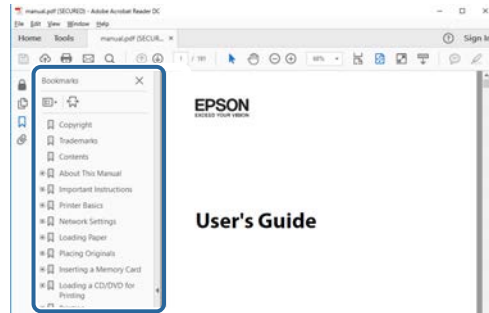 manual.pdf (SECURED) - Adobe Acrobat Reader DC
File Edit View Window Help
Home Tools manual.pdf (SECUR... ×
Sign In
1 / 181
Bookmarks
Copyright
Trademarks
Contents
About This Manual
Important Instructions
Printer Basics
Network Settings
Loading Paper
Placing Originals
Inserting a Memory Card
Loading a CD/DVD for
Printing
EPSON
EXCEED YOUR VISION
User's Guide